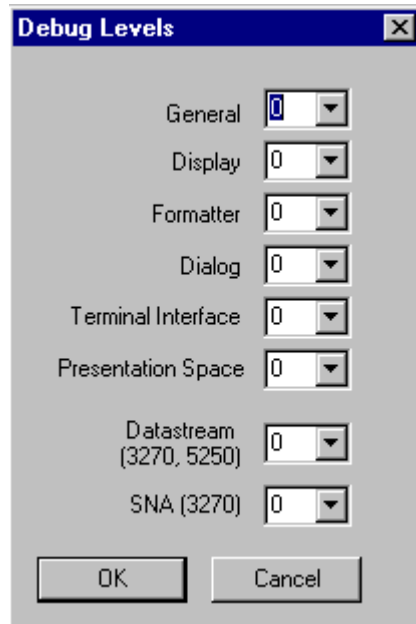 Debug Levels
General 0
Display 0
Formatter 0
Dialog 0
Terminal Interface 0
Presentation Space 0
Datastream
(3270, 5250) 0
SNA (3270) 0
OK Cancel